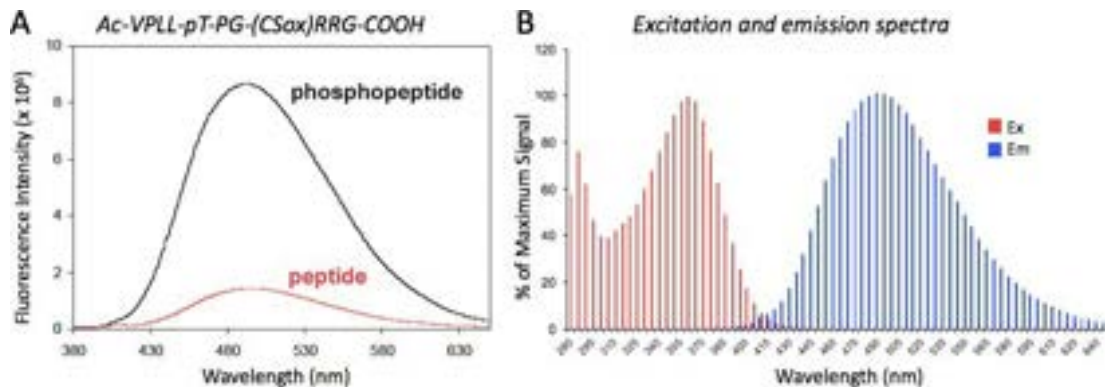 A
Ac-VPLL-pT-PG-(CSox)RRG-COOH
10
8
6
4
2
0
Fluorescence Intensity (x 10⁶)
phosphopeptide
peptide
380 430 480 530 580 630
Wavelength (nm)
B
Excitation and emission spectra
120
100
80
60
40
20
0
% of Maximum Signal
Ex
Em
Wavelength (nm)